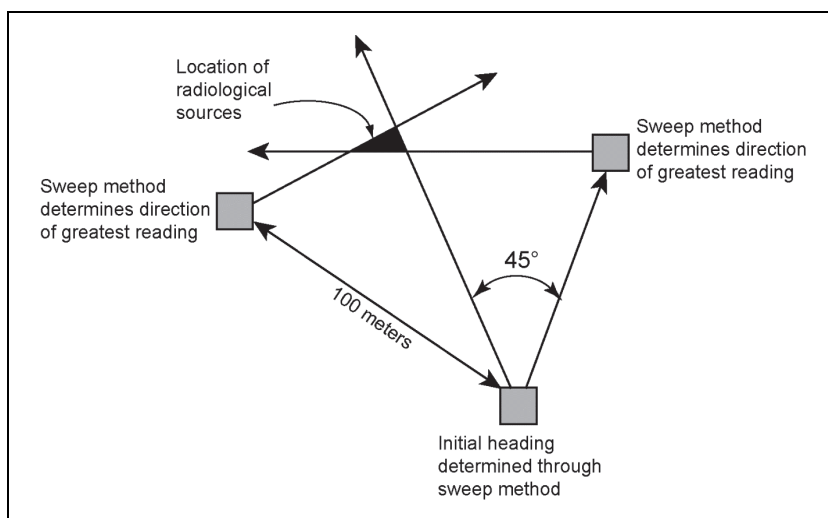 Location of
radiological
sources
Sweep method
determines direction
of greatest reading
Sweep method
determines direction
of greatest reading
45°
100 meters
Initial heading
determined through
sweep method